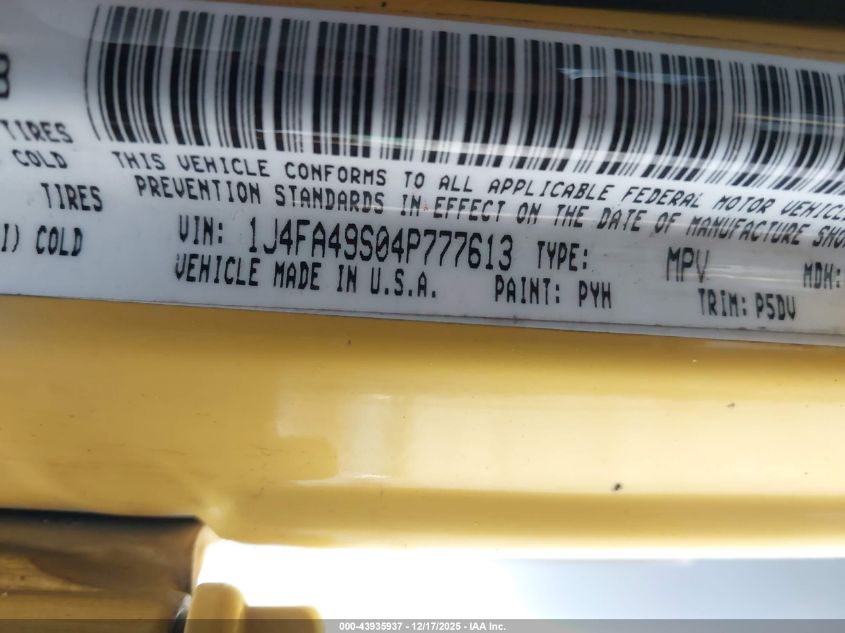 TIRES
COLD
TIRES
I) COLD
THIS VEHICLE CONFORMS TO ALL APPLICABLE FEDERAL MOTOR VEHICLE
PREVENTION STANDARDS IN EFFECT ON THE DATE OF MANUFACTURE SHO
VIN: 1J4FA49S04P777613 TYPE: MPV MDH:
VEHICLE MADE IN U.S.A. PAINT: PYH TRIM: P5DV
000-43935937 - 12/17/2025 - IAA Inc.